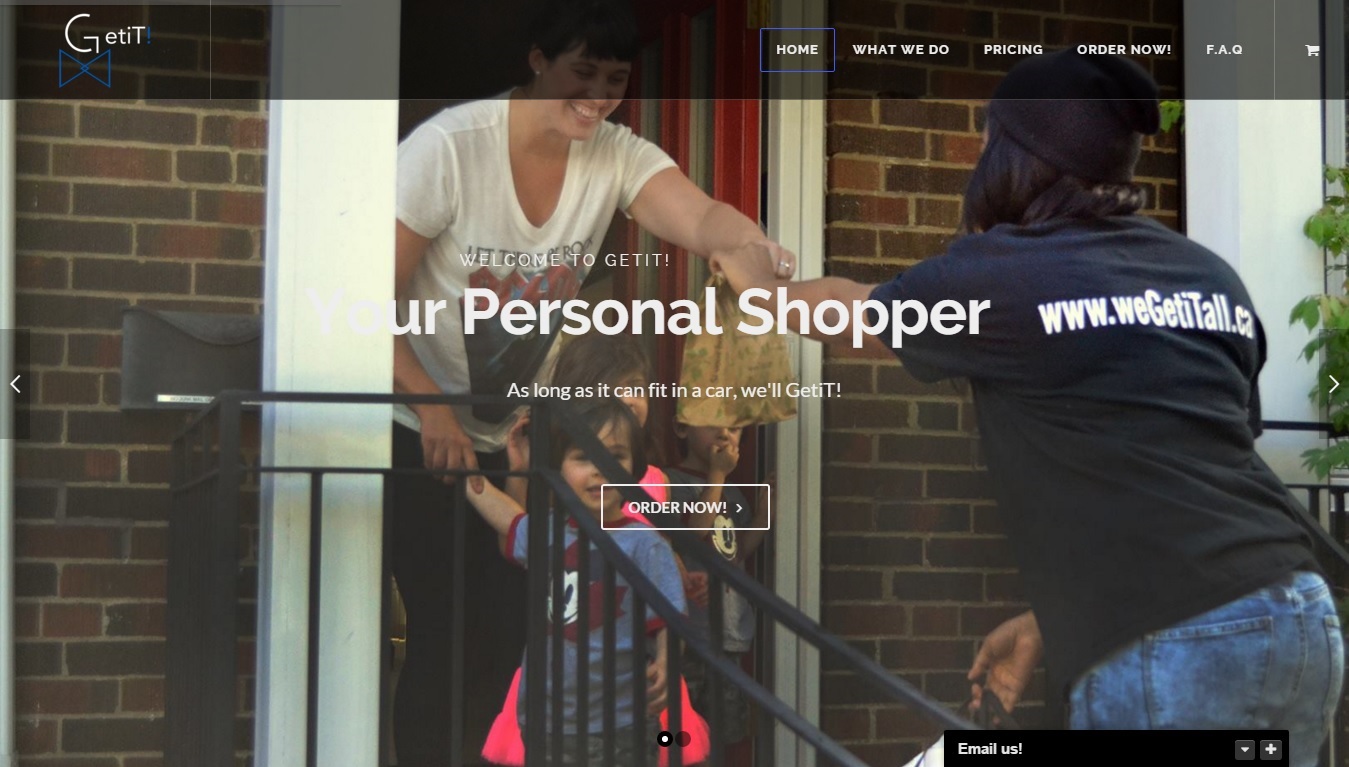 GetiT!
HOME
WHAT WE DO
PRICING
ORDER NOW!
F.A.Q
WELCOME TO GETIT!
Your Personal Shopper
www.weGetiTall.ca
As long as it can fit in a car, we'll GetiT!
ORDER NOW!
Email us!